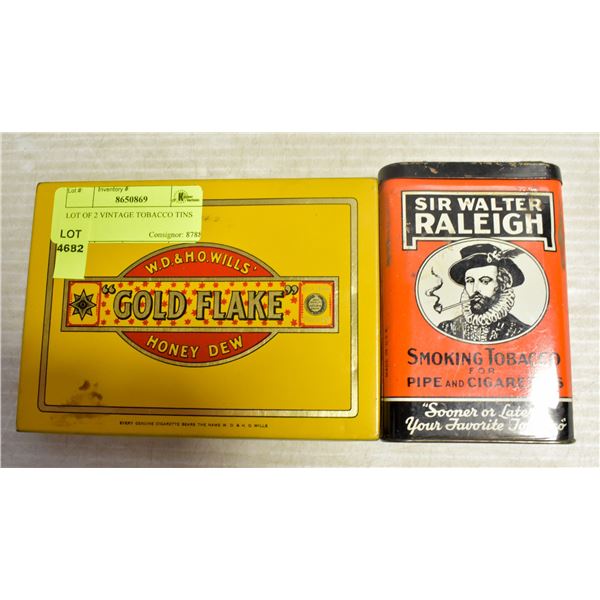 Lot # Inventory #
8650869
LOT OF 2 VINTAGE TOBACCO TINS
LOT
4682
Consignor: 8788
W.D.&H.O.WILLS'
"GOLD FLAKE"
HONEY DEW
EVERY GENUINE CIGARETTE BEARS THE NAME W. D. & H. O. WILLS
SIR WALTER
RALEIGH
SMOKING TOBACCO
FOR
PIPE AND CIGARETTES
"Sooner or Later
Your Favorite Tobacco"